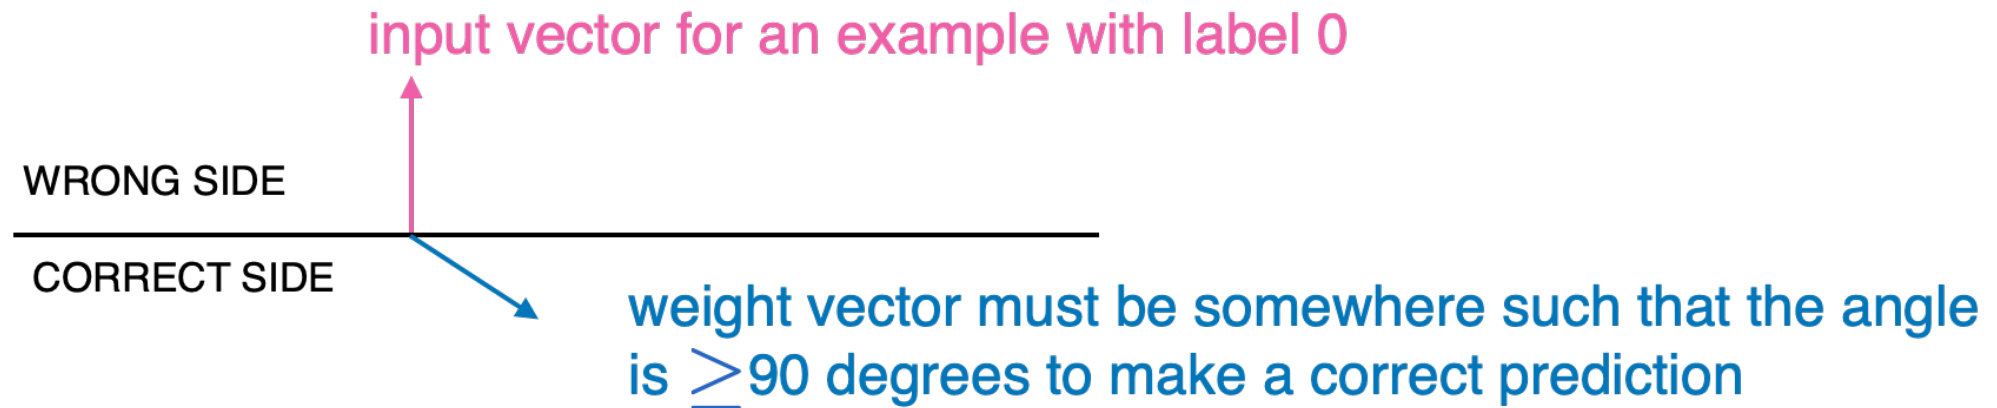 input vector for an example with label 0
WRONG SIDE
CORRECT SIDE
weight vector must be somewhere such that the angle
is ≥90 degrees to make a correct prediction